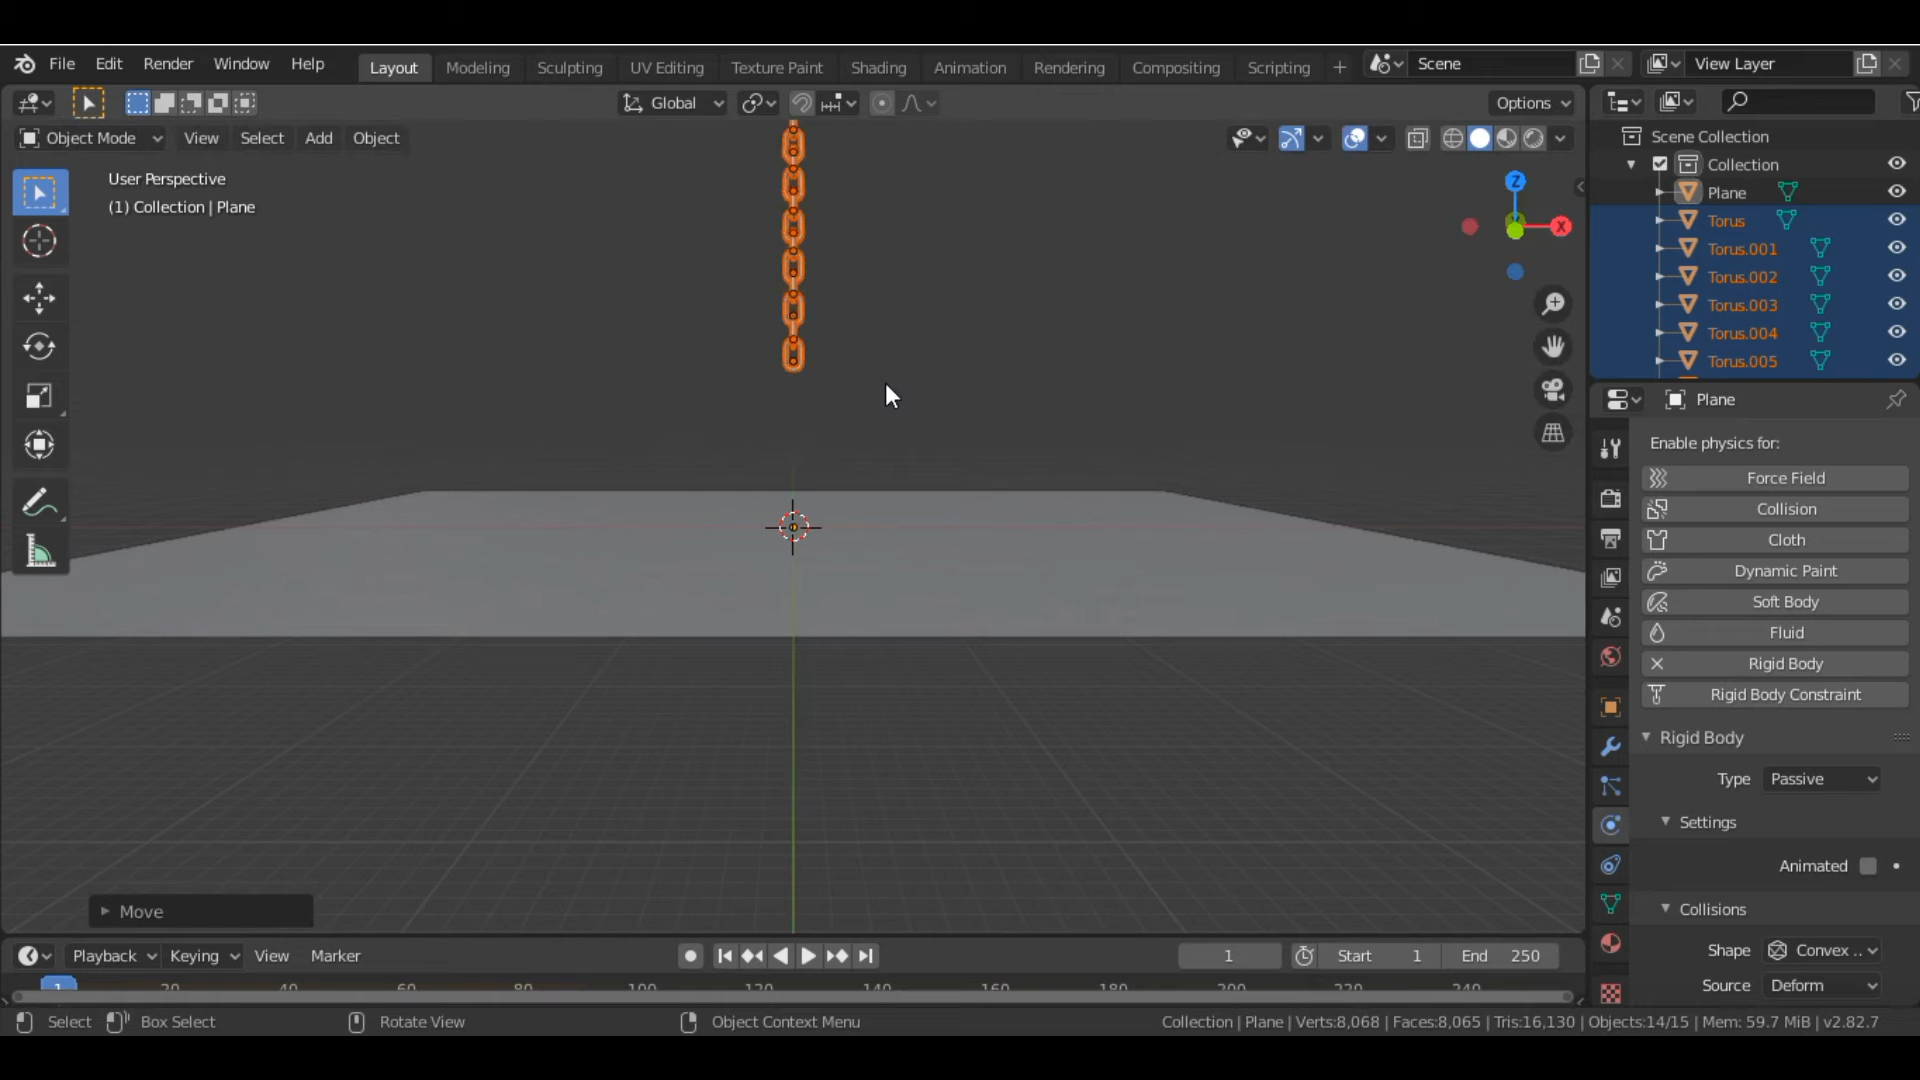 File Edit Render Window Help Layout Modeling Sculpting UV Editing Texture Paint Shading Animation Rendering Compositing Scripting + Scene View Layer
Global Options
Object Mode View Select Add Object
User Perspective
(1) Collection | Plane
Z
X
Scene Collection
Collection
Plane
Torus
Torus.001
Torus.002
Torus.003
Torus.004
Torus.005
Plane
Enable physics for:
Force Field
Collision
Cloth
Dynamic Paint
Soft Body
Fluid
Rigid Body
Rigid Body Constraint
Rigid Body
Type Passive
Settings
Animated
Collisions
Shape Convex ..
Source Deform
Move
Playback Keying View Marker 1 Start 1 End 250
1 20 40 60 80 100 120 140 160 180 200 220 240
Select Box Select Rotate View Object Context Menu Collection | Plane | Verts:8,068 | Faces:8,065 | Tris:16,130 | Objects:14/15 | Mem: 59.7 MiB | v2.82.7